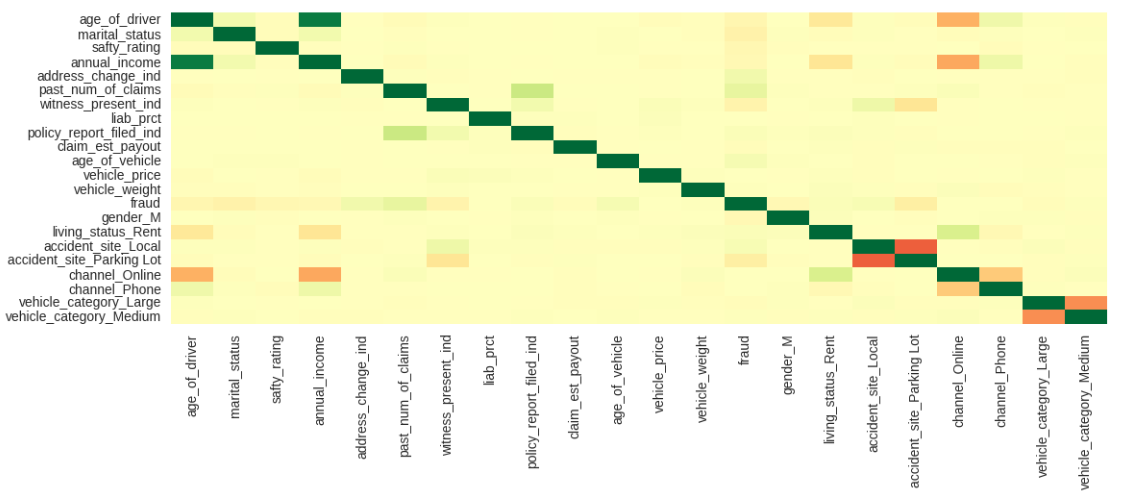 age_of_driver
marital_status
safty_rating
annual_income
address_change_ind
past_num_of_claims
witness_present_ind
liab_prct
policy_report_filed_ind
claim_est_payout
age_of_vehicle
vehicle_price
vehicle_weight
fraud
gender_M
living_status_Rent
accident_site_Local
accident_site_Parking Lot
channel_Online
channel_Phone
vehicle_category_Large
vehicle_category_Medium
age_of_driver
marital_status
safty_rating
annual_income
address_change_ind
past_num_of_claims
witness_present_ind
liab_prct
policy_report_filed_ind
claim_est_payout
age_of_vehicle
vehicle_price
vehicle_weight
fraud
gender_M
living_status_Rent
accident_site_Local
accident_site_Parking Lot
channel_Online
channel_Phone
vehicle_category_Large
vehicle_category_Medium